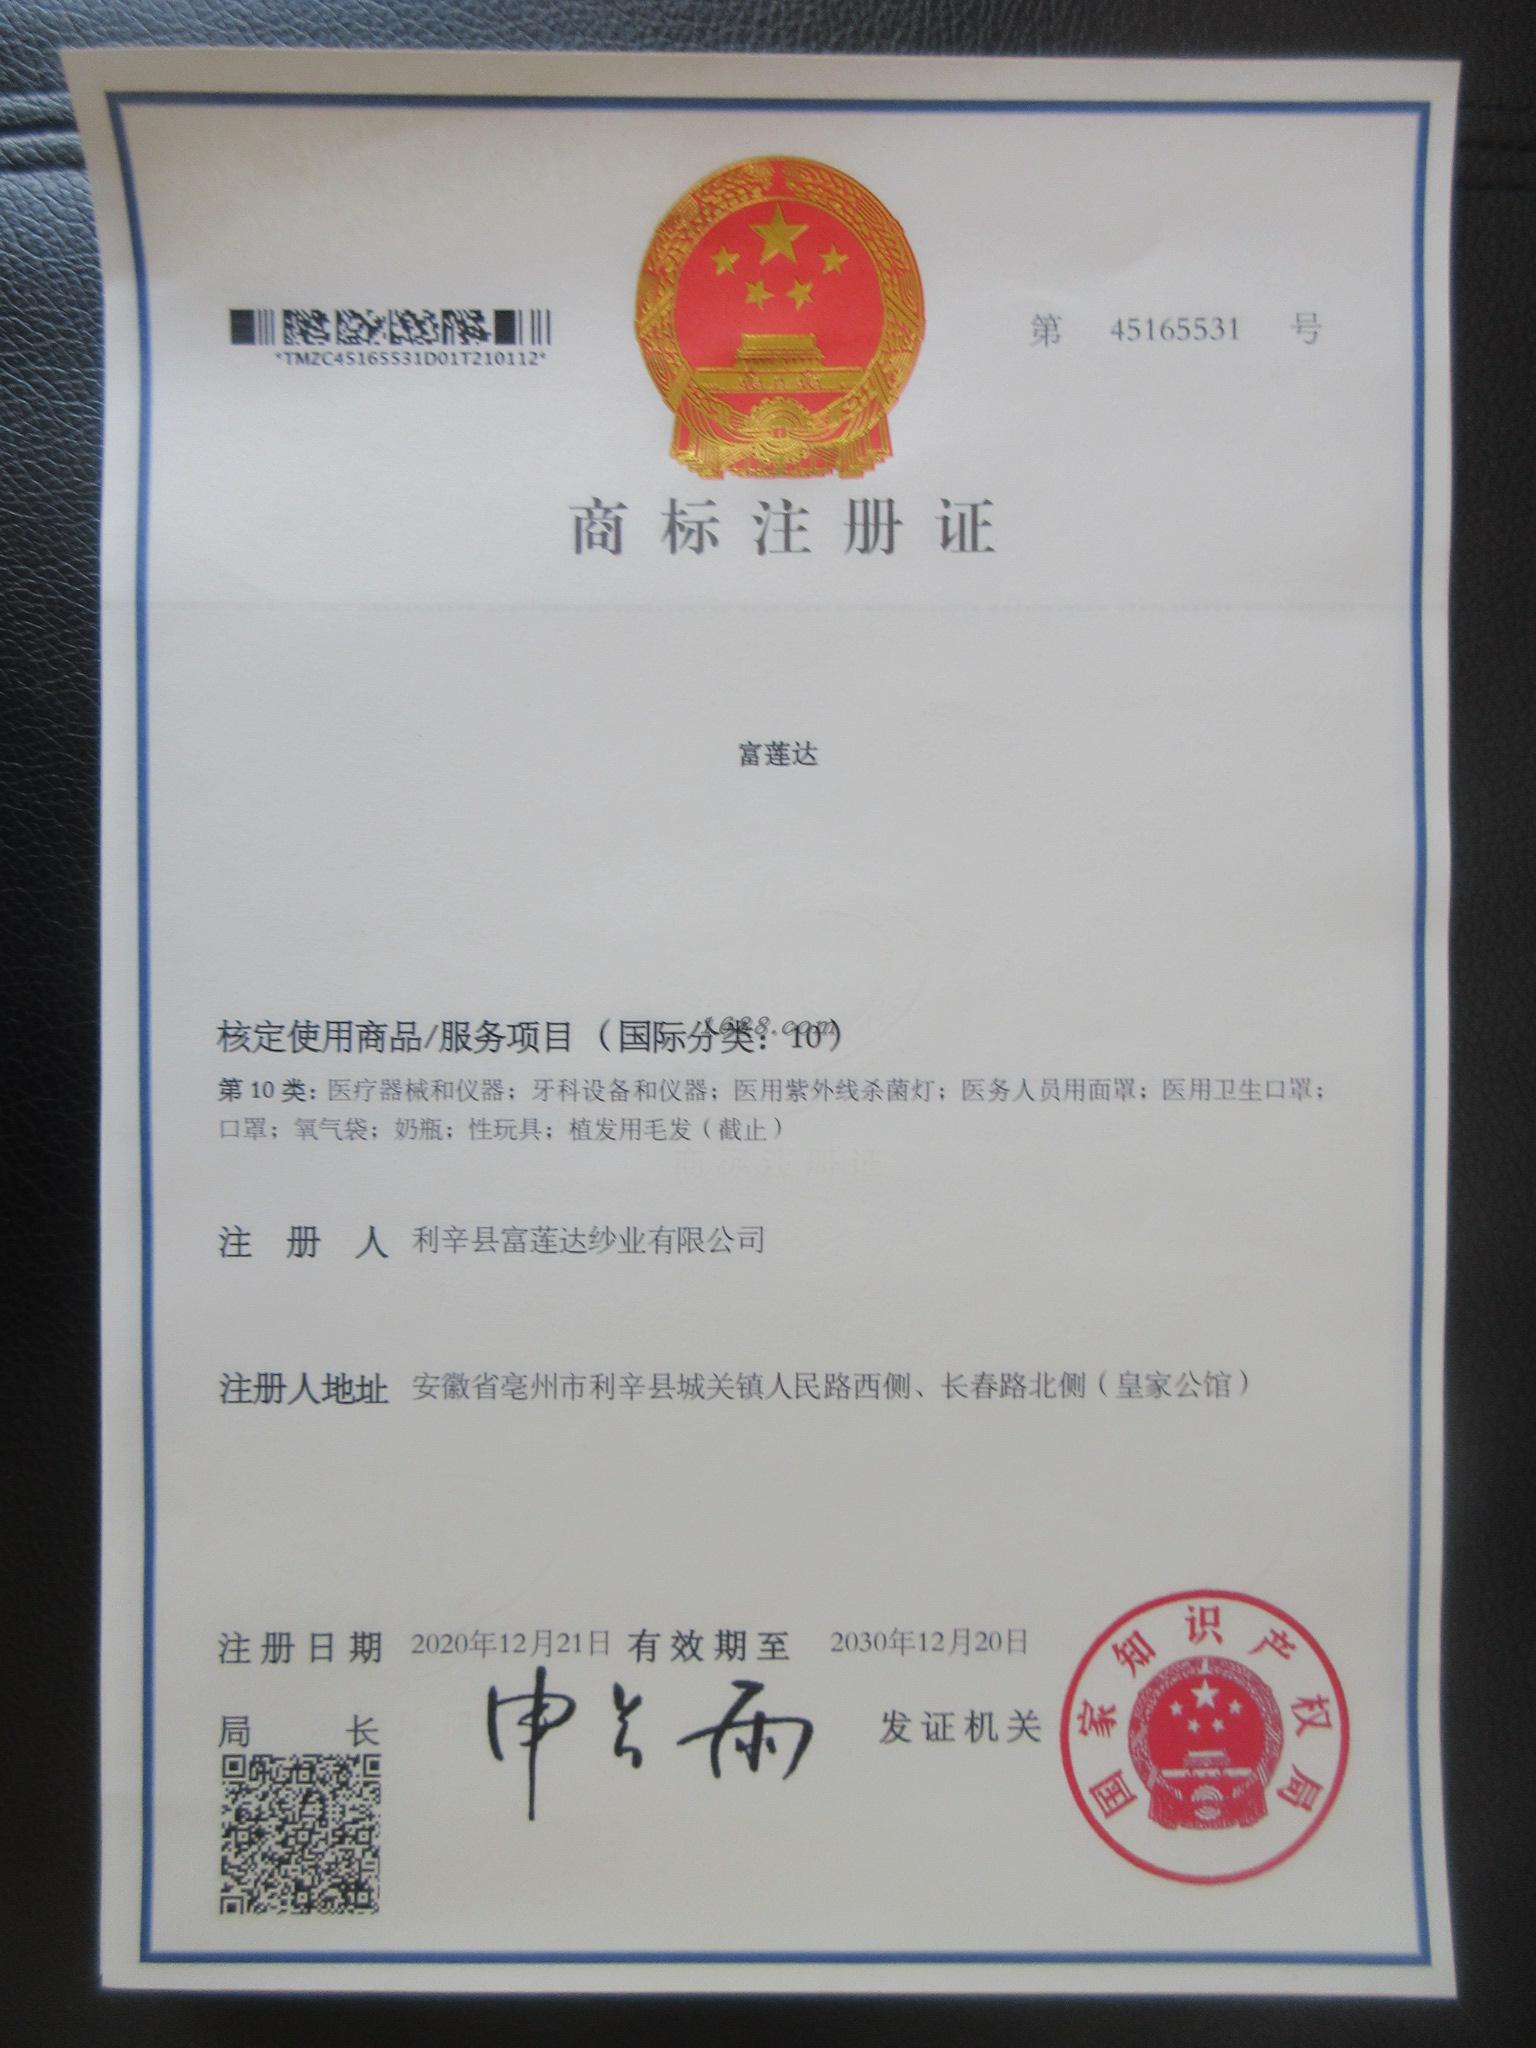 *TMZC45165531D01T210112*
第 45165531 号
商标注册证
富莲达
1688.com
核定使用商品/服务项目（国际分类：10）
第 10 类：医疗器械和仪器；牙科设备和仪器；医用紫外线杀菌灯；医务人员用面罩；医用卫生口罩；
口罩；氧气袋；奶瓶；性玩具；植发用毛发（截止）
商标注册证
注册人 利辛县富莲达纱业有限公司
注册人地址 安徽省亳州市利辛县城关镇人民路西侧、长春路北侧（皇家公馆）
注册日期 2020年12月21日 有效期至 2030年12月20日
局长 申长雨 发证机关
国家知识产权局